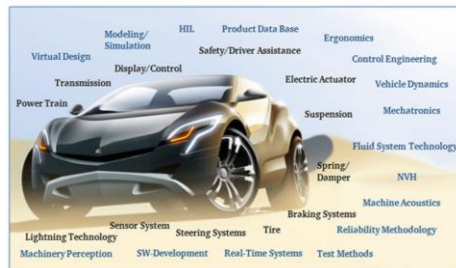 HIL
Product Data Base
Modeling/
Simulation
Ergonomics
Safety/Driver Assistance
Virtual Design
Control Engineering
Display/Control
Transmission
Electric Actuator
Vehicle Dynamics
Power Train
Suspension
Mechatronics
Fluid System Technology
Spring/
Damper
NVH
Machine Acoustics
Braking Systems
Sensor System
Steering Systems
Tire
Reliability Methodology
Lightning Technology
Machinery Perception
SW-Development
Real-Time Systems
Test Methods